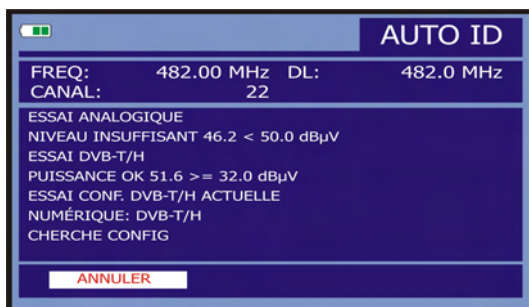 AUTO ID
FREQ: 482.00 MHz DL: 482.0 MHz
CANAL: 22
ESSAI ANALOGIQUE
NIVEAU INSUFFISANT 46.2 < 50.0 dBµV
ESSAI DVB-T/H
PUISSANCE OK 51.6 >= 32.0 dBµV
ESSAI CONF. DVB-T/H ACTUELLE
NUMÉRIQUE: DVB-T/H
CHERCHE CONFIG
ANNULER